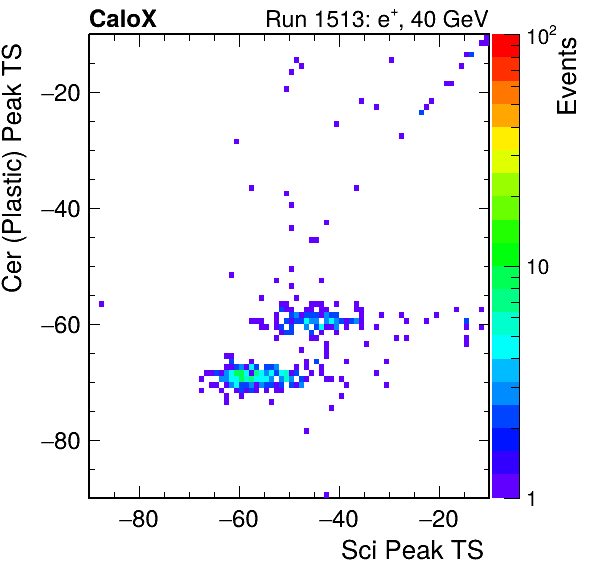 CaloX Run 1513: e⁺, 40 GeV
Cer (Plastic) Peak TS
−20
−40
−60
−80
−80 −60 −40 −20
Sci Peak TS
10²
10
1
Events